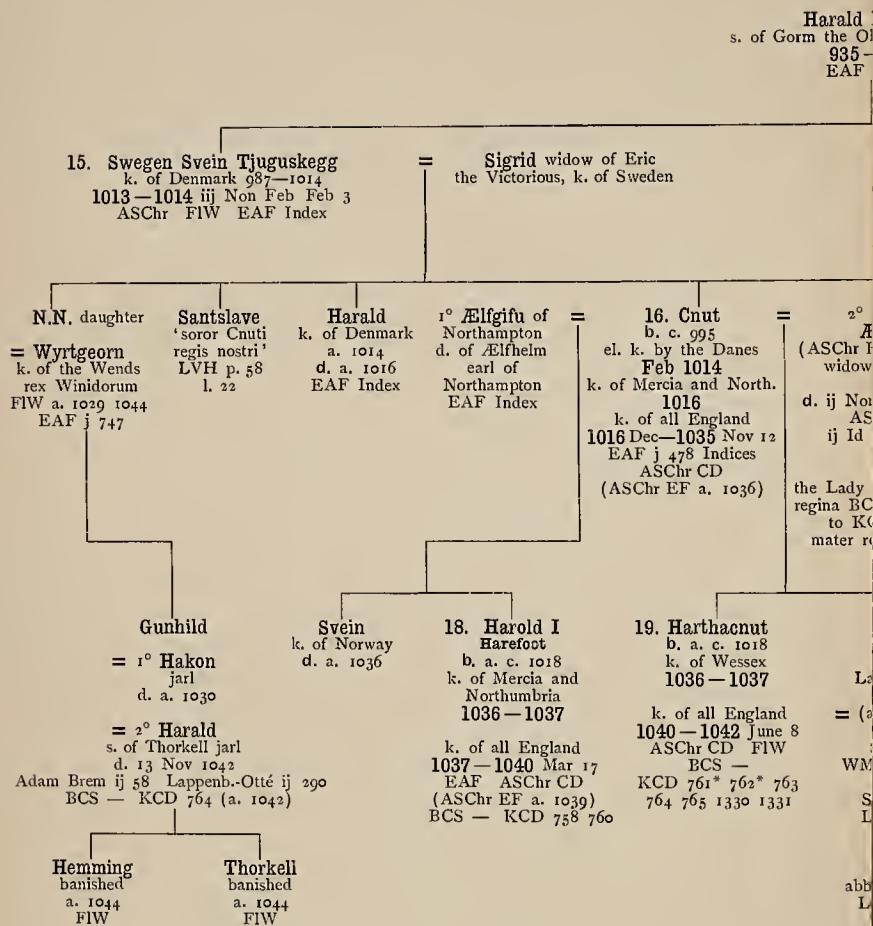 Harald
s. of Gorm the
935 –
EAF
15. Swegen Svein Tjuguskegg
k. of Denmark 987—1014
1013 – 1014 iij Non Feb Feb 3
ASChr FlW EAF Index
=
Sigrid widow of Eric
the Victorious, k. of Sweden
N.N. daughter
= Wyrtgeorn
k. of the Wends
rex Winidorum
FlW a. 1029 1044
EAF j 747
Santslave
'soror Cnuti
regis nostri'
LVH p. 58
l. 22
Harald
k. of Denmark
a. 1014
d. a. 1016
EAF Index
1° Ælfgifu of
Northampton
d. of Ælfhelm
earl of
Northampton
EAF Index
=
16. Cnut
b. c. 995
el. k. by the Danes
Feb 1014
k. of Mercia and North.
1016
k. of all England
1016 Dec—1035 Nov 12
EAF j 478 Indices
ASChr CD
(ASChr EF a. 1036)
=
2°
(ASChr
widow
d. ij
ij Id
the Lady
regina
to
mater
Gunhild
= 1° Hakon
jarl
d. a. 1030
= 2° Harald
s. of Thorkell jarl
d. 13 Nov 1042
Adam Brem ij 58 Lappenb.-Otté ij 290
BCS — KCD 764 (a. 1042)
Svein
k. of Norway
d. a. 1036
18. Harold I
Harefoot
b. a. c. 1018
k. of Mercia and
Northumbria
1036 – 1037
k. of all England
1037 – 1040 Mar 17
EAF ASChr CD
(ASChr EF a. 1039)
BCS — KCD 758 760
19. Harthacnut
b. a. c. 1018
k. of Wessex
1036 – 1037
k. of all England
1040 – 1042 June 8
ASChr CD FlW
BCS —
KCD 761* 762* 763
764 765 1330 1331
=
Hemming
banished
a. 1044
FlW
Thorkell
banished
a. 1044
FlW